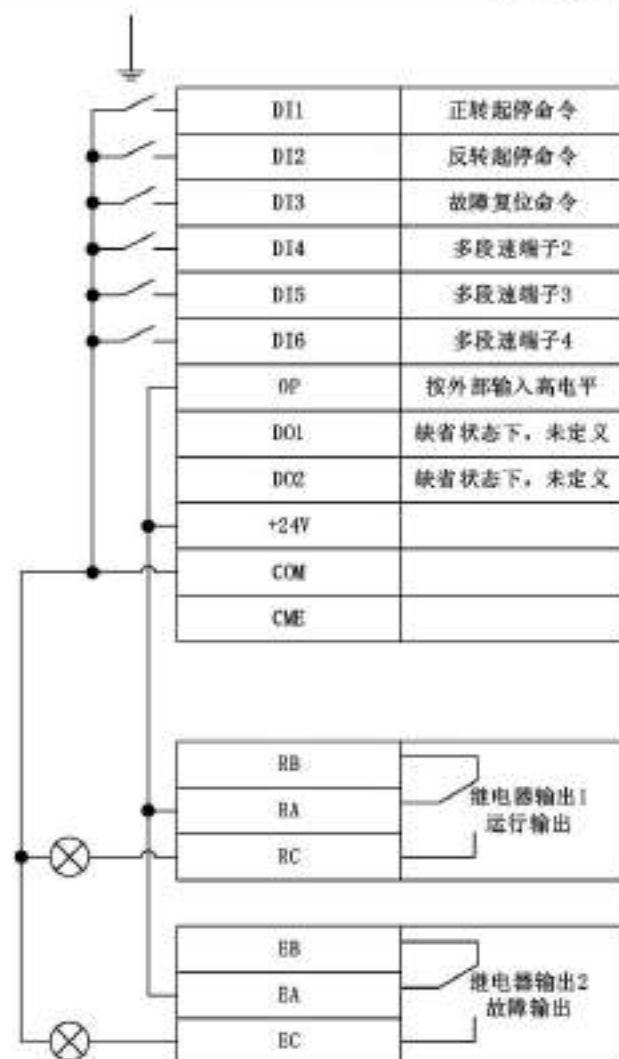 DI1 正转起停命令
DI2 反转起停命令
DI3 故障复位命令
DI4 多段速端子2
DI5 多段速端子3
DI6 多段速端子4
OP 按外部输入高电平
DO1 缺省状态下，未定义
DO2 缺省状态下，未定义
+24V
COM
CME
RB
RA
RC
继电器输出1
运行输出
EB
EA
EC
继电器输出2
故障输出